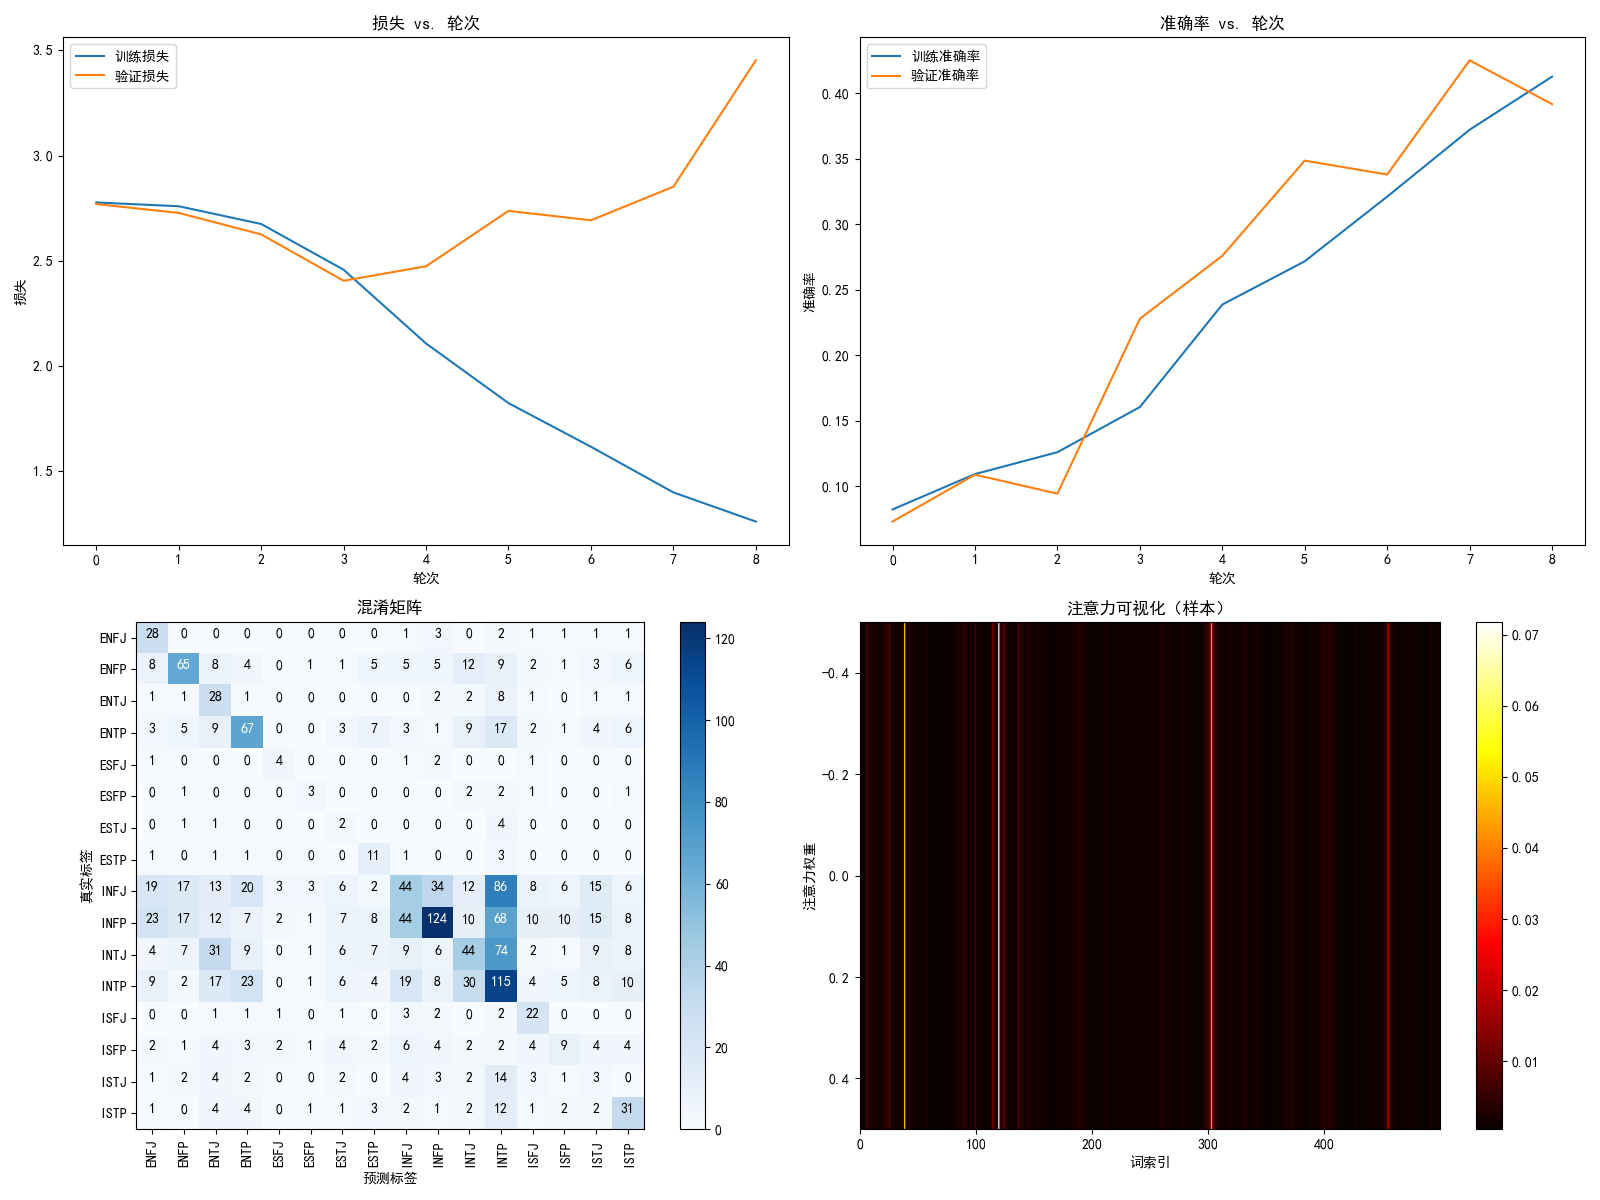 损失 vs. 轮次
训练损失
验证损失
3.5
3.0
2.5
2.0
1.5
损失
0 1 2 3 4 5 6 7 8
轮次
准确率 vs. 轮次
训练准确率
验证准确率
0.40
0.35
0.30
0.25
0.20
0.15
0.10
准确率
0 1 2 3 4 5 6 7 8
轮次
混淆矩阵
ENFJ 28 0 0 0 0 0 0 0 1 3 0 2 1 1 1 1
ENFP 8 65 8 4 0 1 1 5 5 5 12 9 2 1 3 6
ENTJ 1 1 28 1 0 0 0 0 0 2 2 8 1 0 1 1
ENTP 3 5 9 67 0 0 3 7 3 1 9 17 2 1 4 6
ESFJ 1 0 0 0 4 0 0 0 1 2 0 0 1 0 0 0
ESFP 0 1 0 0 0 3 0 0 0 0 2 2 1 0 0 1
ESTJ 0 1 1 0 0 0 2 0 0 0 0 4 0 0 0 0
ESTP 1 0 1 1 0 0 0 11 1 0 0 3 0 0 0 0
INFJ 19 17 13 20 3 3 6 2 44 34 12 86 8 6 15 6
INFP 23 17 12 7 2 1 7 8 44 124 10 68 10 10 15 8
INTJ 4 7 31 9 0 1 6 7 9 6 44 74 2 1 9 8
INTP 9 2 17 23 0 1 6 4 19 8 30 115 4 5 8 10
ISFJ 0 0 1 1 1 0 1 0 3 2 0 2 22 0 0 0
ISFP 2 1 4 3 2 1 4 2 6 4 2 2 4 9 4 4
ISTJ 1 2 4 2 0 0 2 0 4 3 2 14 3 1 3 0
ISTP 1 0 4 4 0 1 1 3 2 1 2 12 1 2 2 31
真实标签
ENFJ ENFP ENTJ ENTP ESFJ ESFP ESTJ ESTP INFJ INFP INTJ INTP ISFJ ISFP ISTJ ISTP
预测标签
120
100
80
60
40
20
0
注意力可视化（样本）
−0.4
−0.2
0.0
0.2
0.4
注意力权重
0 100 200 300 400
词索引
0.07
0.06
0.05
0.04
0.03
0.02
0.01